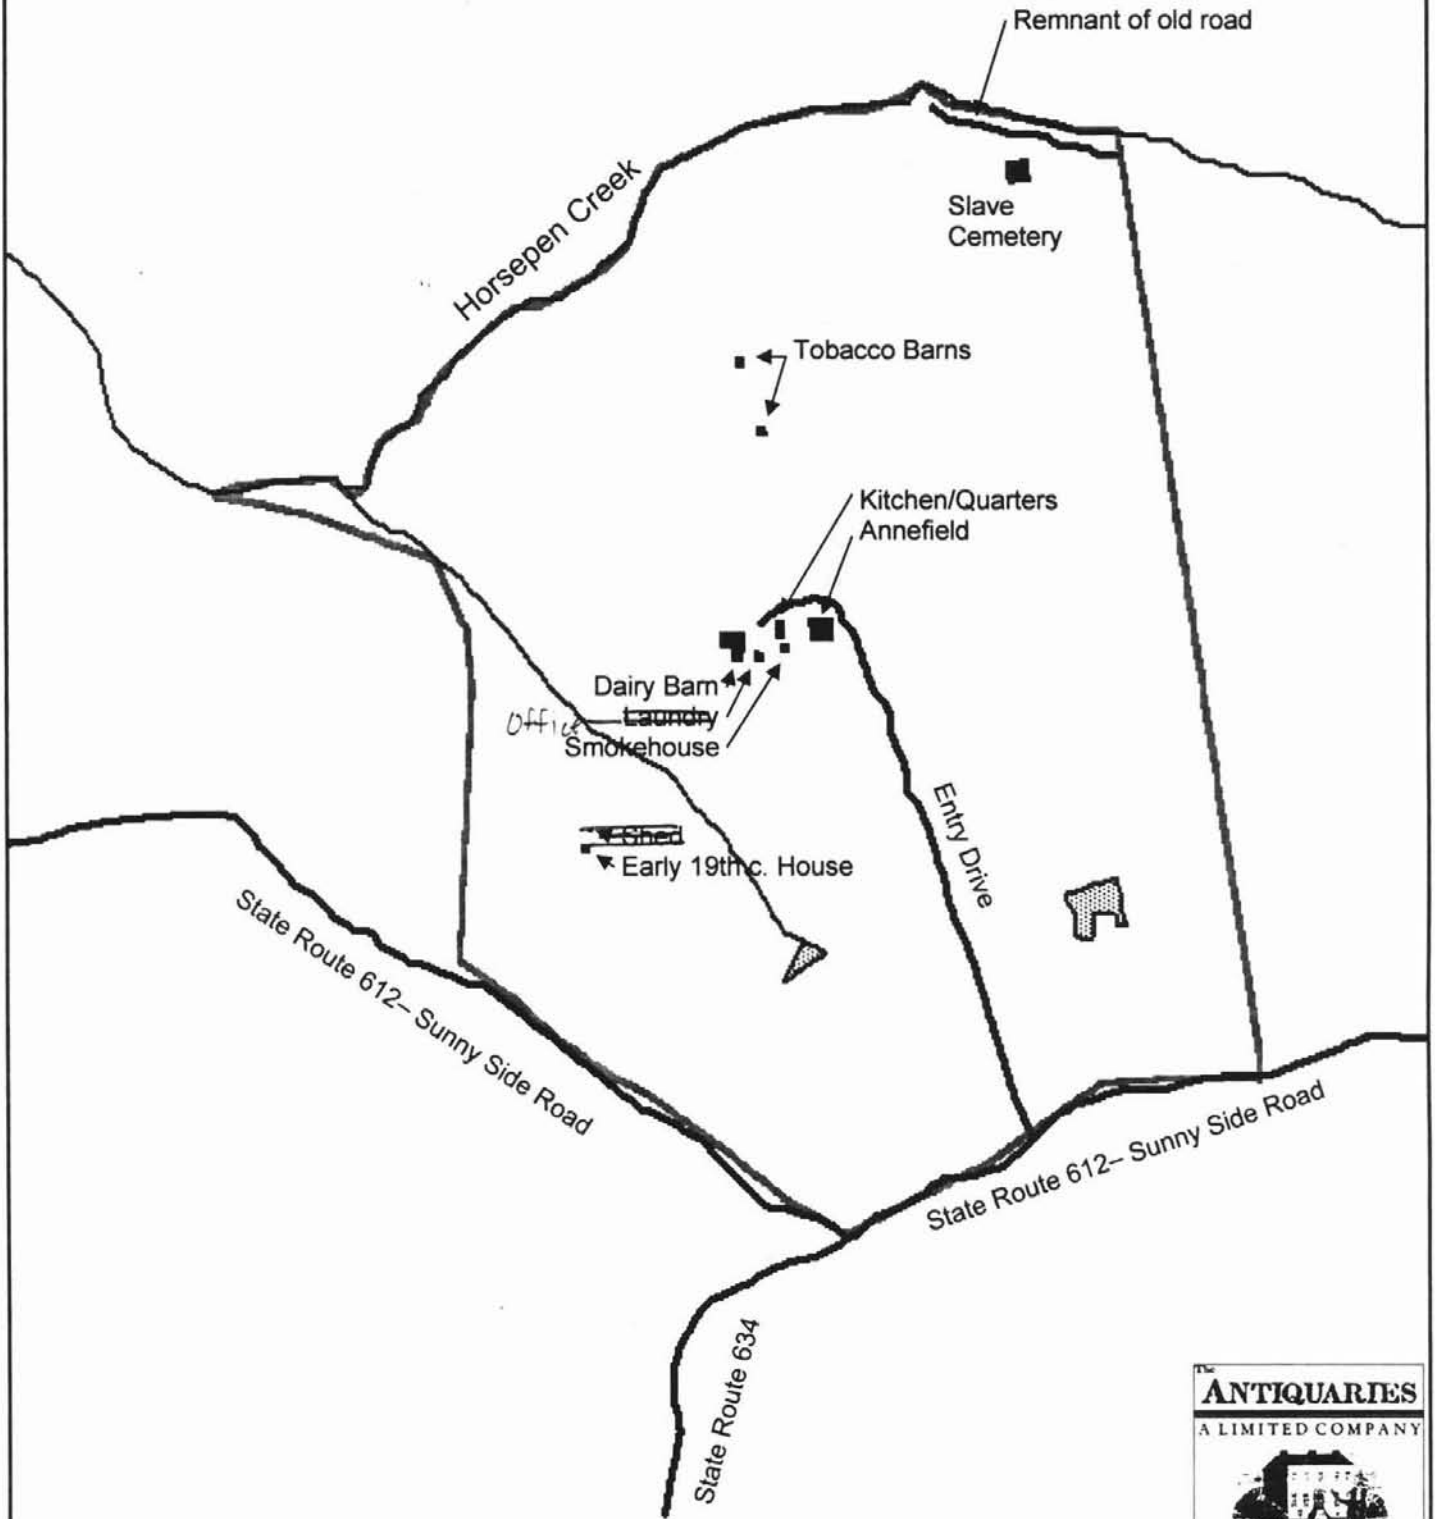 Remnant of old road
Horsepen Creek
Slave
Cemetery
Tobacco Barns
Kitchen/Quarters
Annefield
Dairy Barn
Office
Laundry
Smokehouse
Shed
Early 19th c. House
Entry Drive
State Route 612– Sunny Side Road
State Route 612– Sunny Side Road
State Route 634
The
ANTIQUARIES
A LIMITED COMPANY